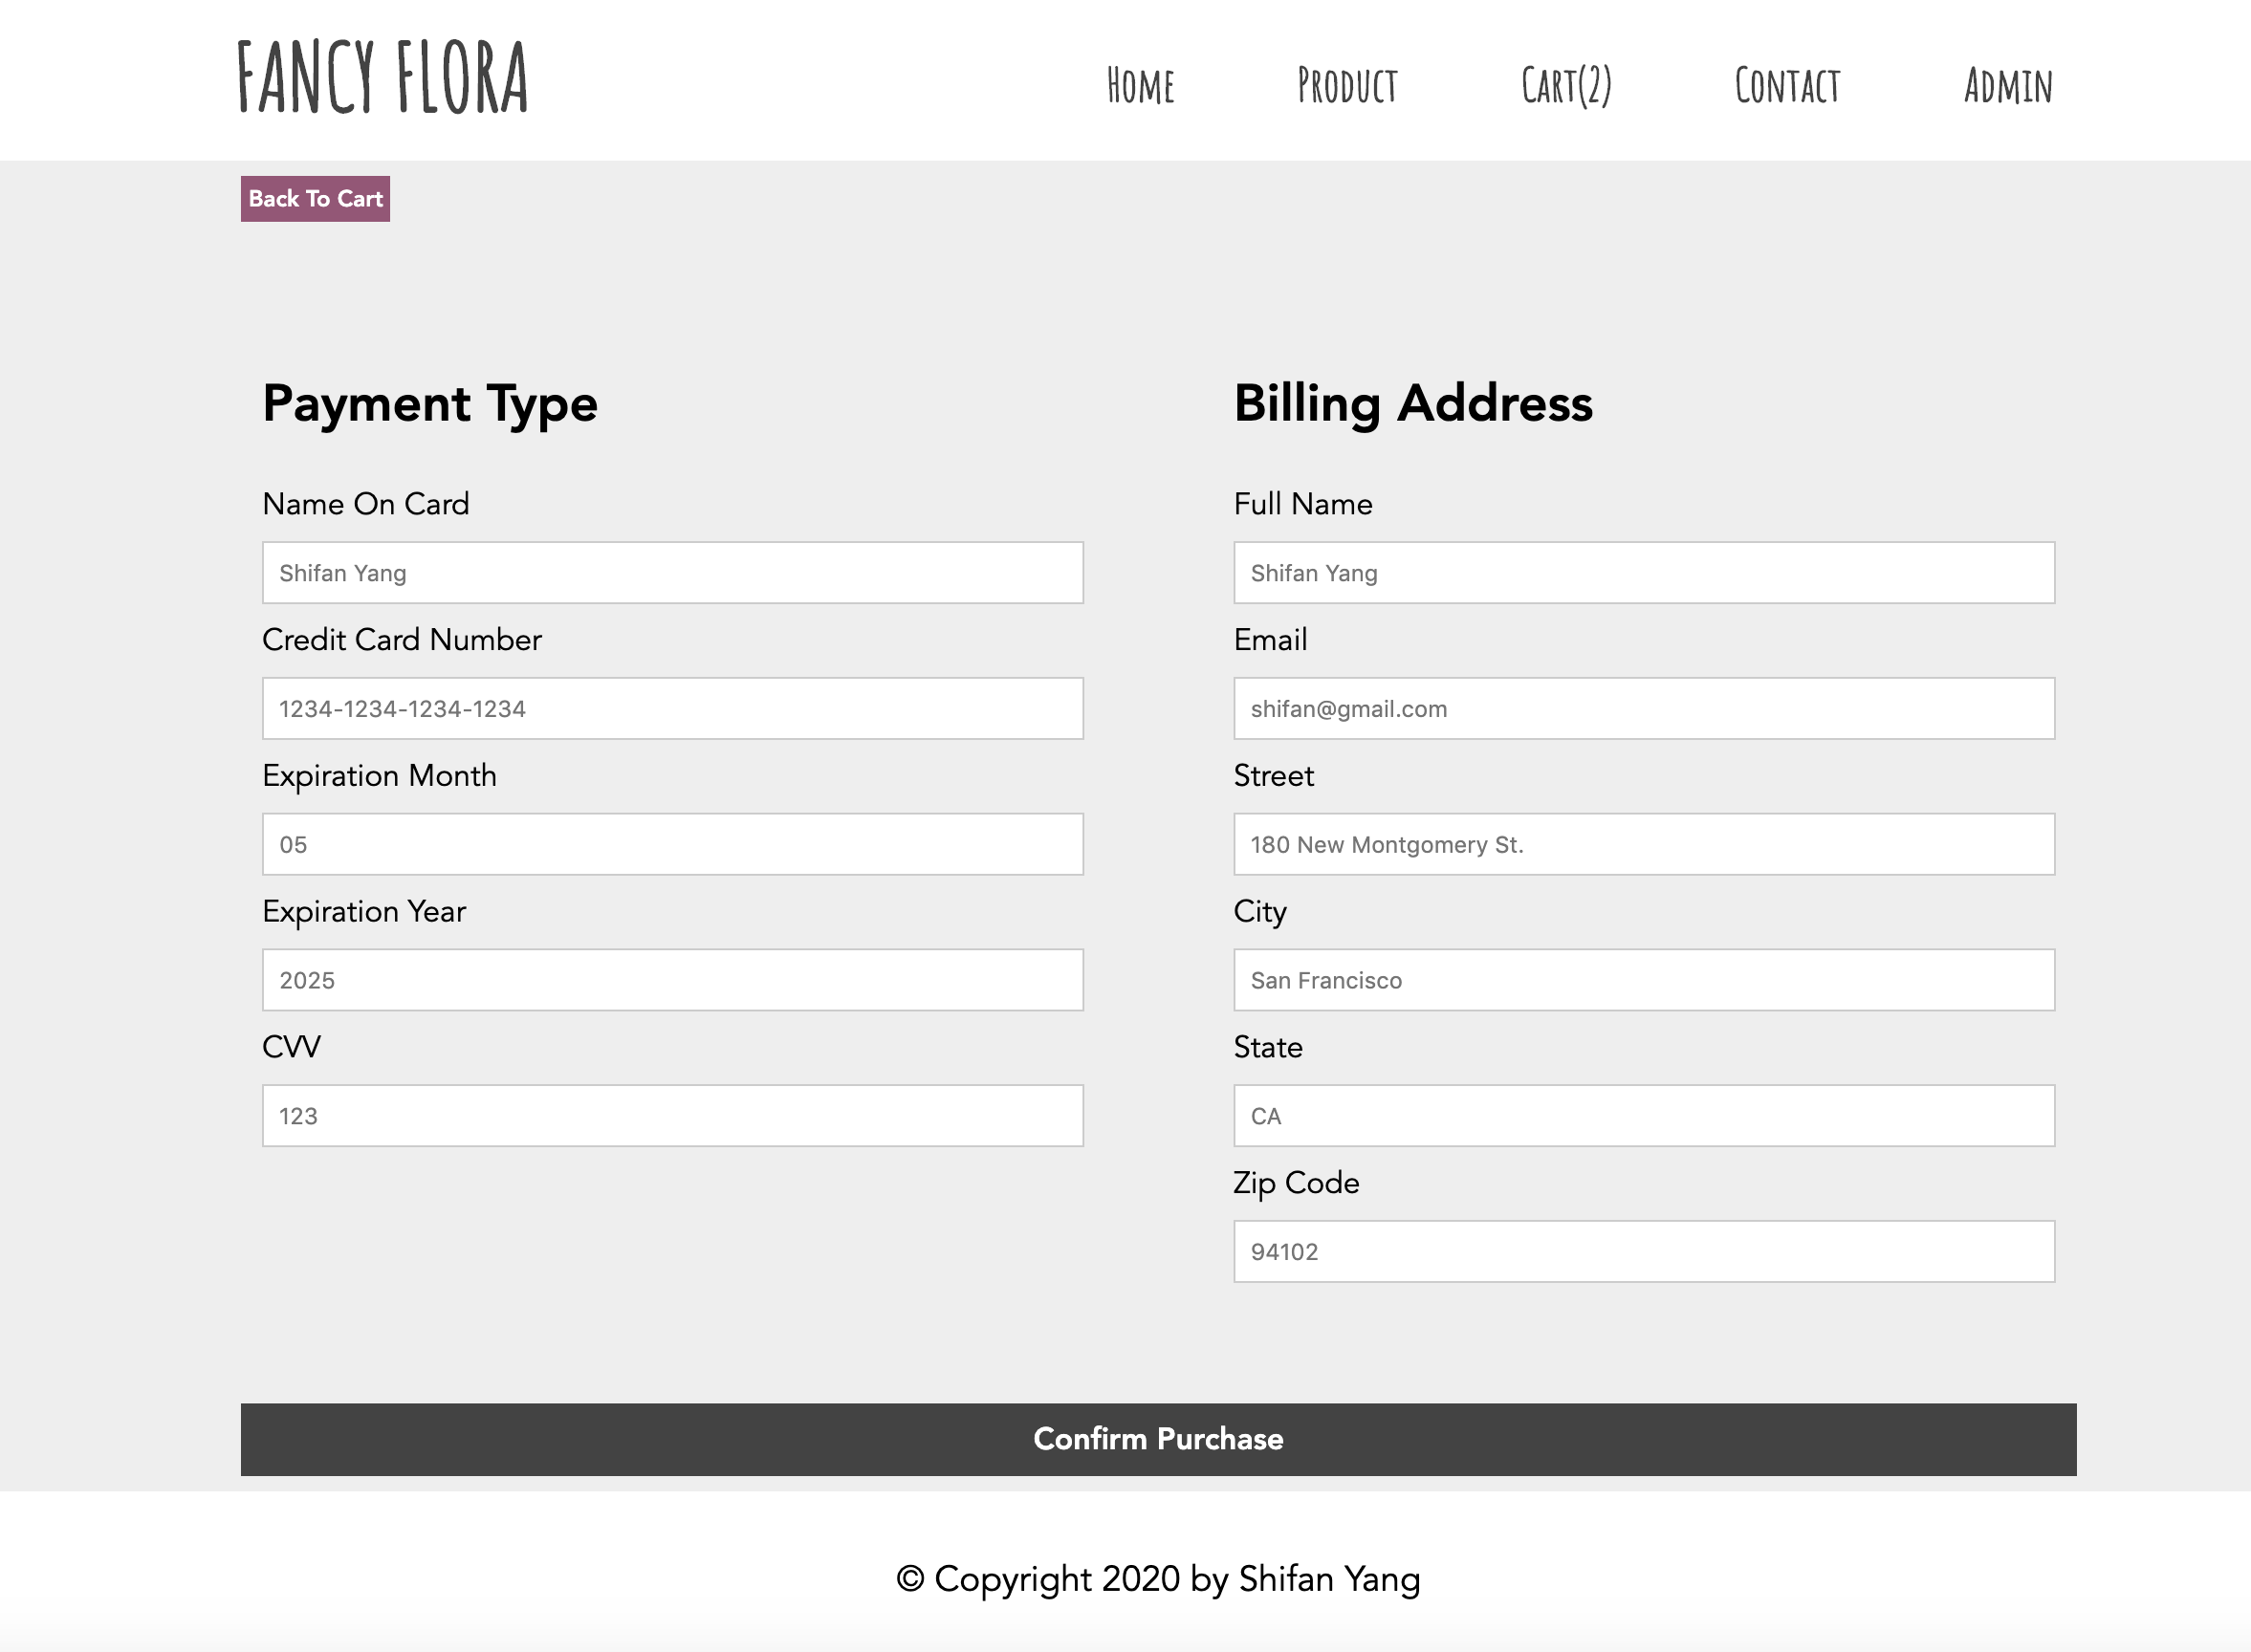 FANCY FLORA
HOME PRODUCT CART(2) CONTACT ADMIN
Back To Cart
Payment Type
Name On Card
Shifan Yang
Credit Card Number
1234-1234-1234-1234
Expiration Month
05
Expiration Year
2025
CVV
123
Billing Address
Full Name
Shifan Yang
Email
shifan@gmail.com
Street
180 New Montgomery St.
City
San Francisco
State
CA
Zip Code
94102
Confirm Purchase
© Copyright 2020 by Shifan Yang